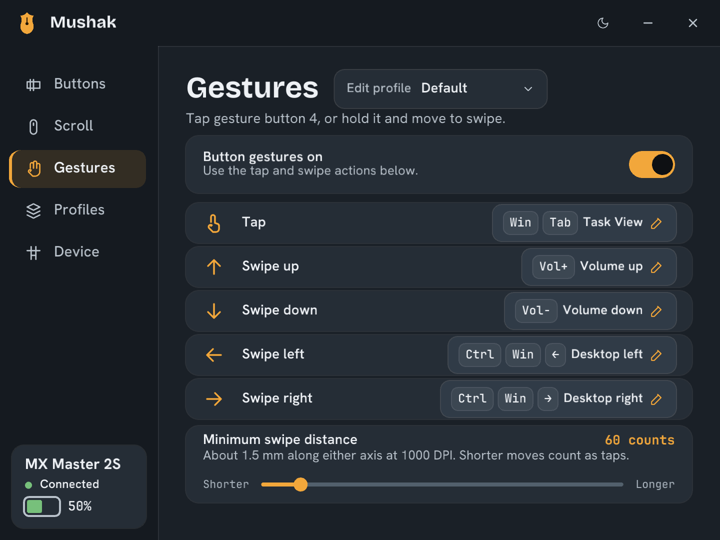 Mushak
Buttons
Scroll
Gestures
Profiles
Device
MX Master 2S
Connected
50%
Gestures
Edit profile Default
Tap gesture button 4, or hold it and move to swipe.
Button gestures on
Use the tap and swipe actions below.
Tap Win Tab Task View
Swipe up Vol+ Volume up
Swipe down Vol- Volume down
Swipe left Ctrl Win ← Desktop left
Swipe right Ctrl Win → Desktop right
Minimum swipe distance 60 counts
About 1.5 mm along either axis at 1000 DPI. Shorter moves count as taps.
Shorter Longer